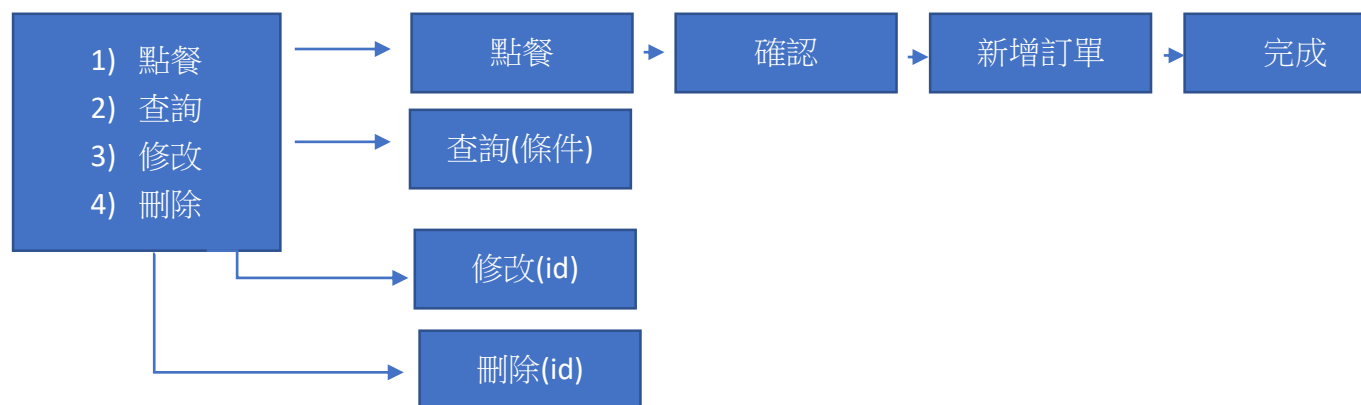 1) 點餐
2) 查詢
3) 修改
4) 刪除
點餐
確認
新增訂單
完成
查詢(條件)
修改(id)
刪除(id)